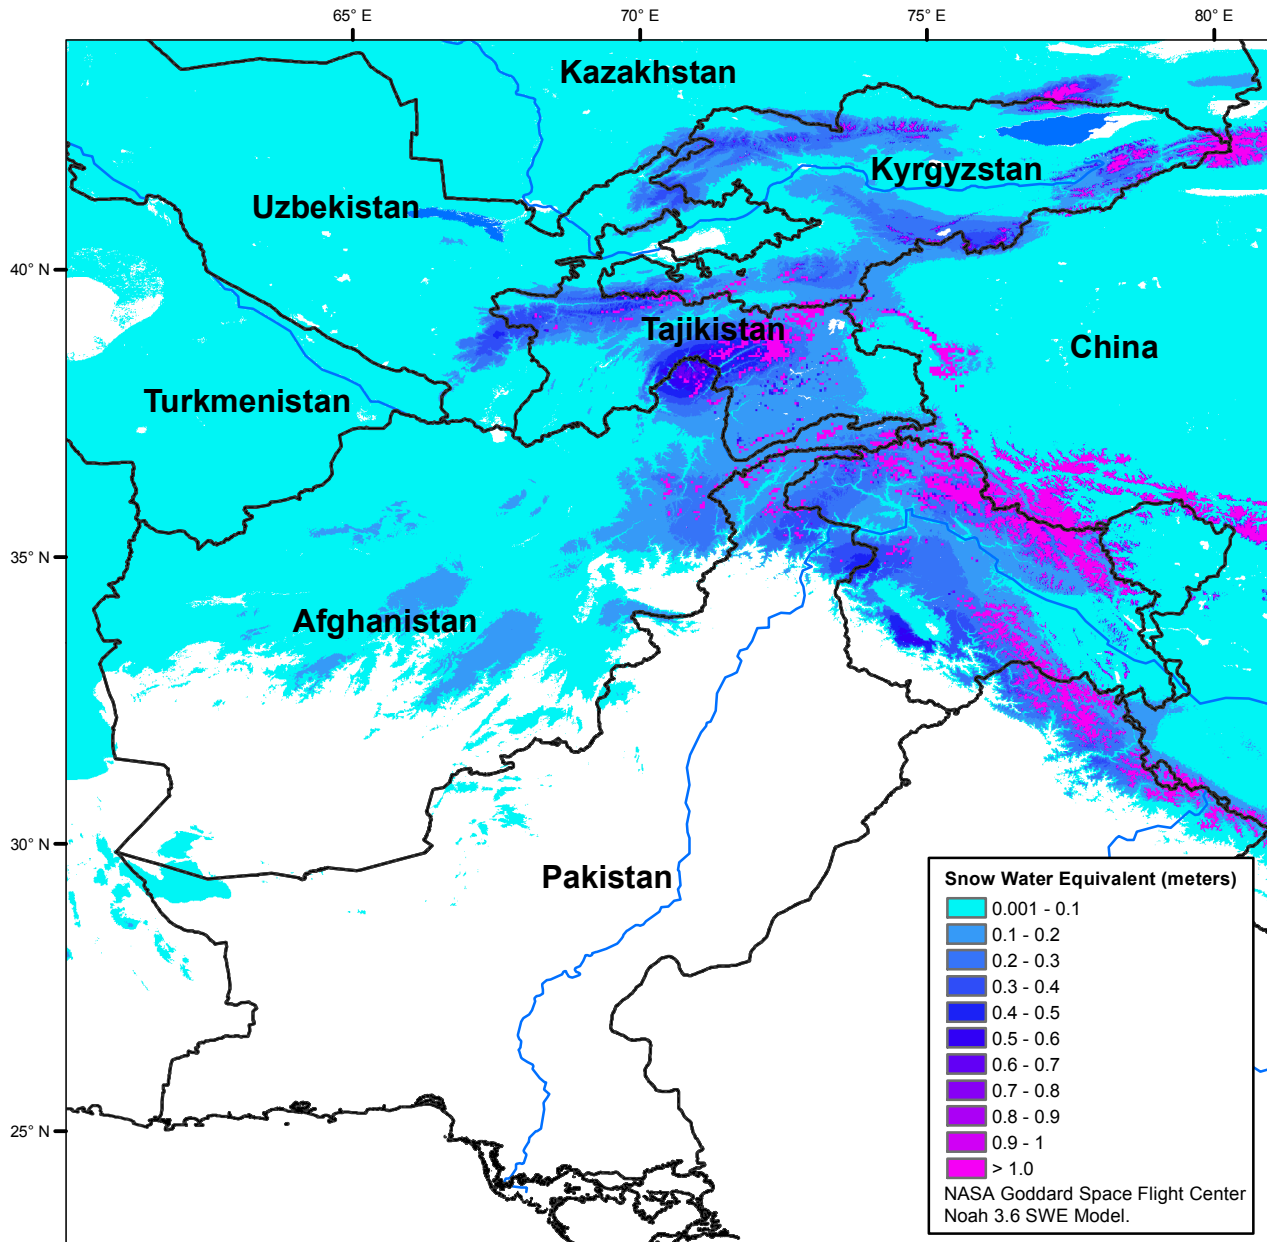 65° E
70° E
75° E
80° E
Kazakhstan
Kyrgyzstan
Uzbekistan
40° N
Tajikistan
China
Turkmenistan
35° N
Afghanistan
30° N
Pakistan
25° N
Snow Water Equivalent (meters)
0.001 - 0.1
0.1 - 0.2
0.2 - 0.3
0.3 - 0.4
0.4 - 0.5
0.5 - 0.6
0.6 - 0.7
0.7 - 0.8
0.8 - 0.9
0.9 - 1
> 1.0
NASA Goddard Space Flight Center
Noah 3.6 SWE Model.